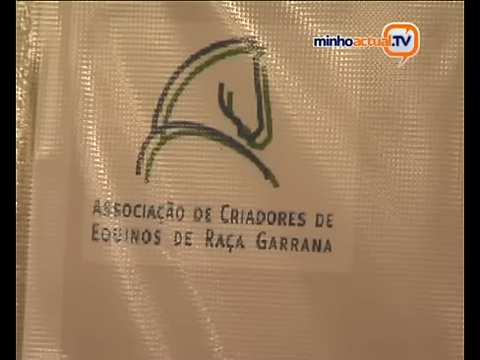 minhoactual.TV
ASSOCIAÇÃO DE CRIADORES DE
EQUINOS DE RAÇA GARRANA